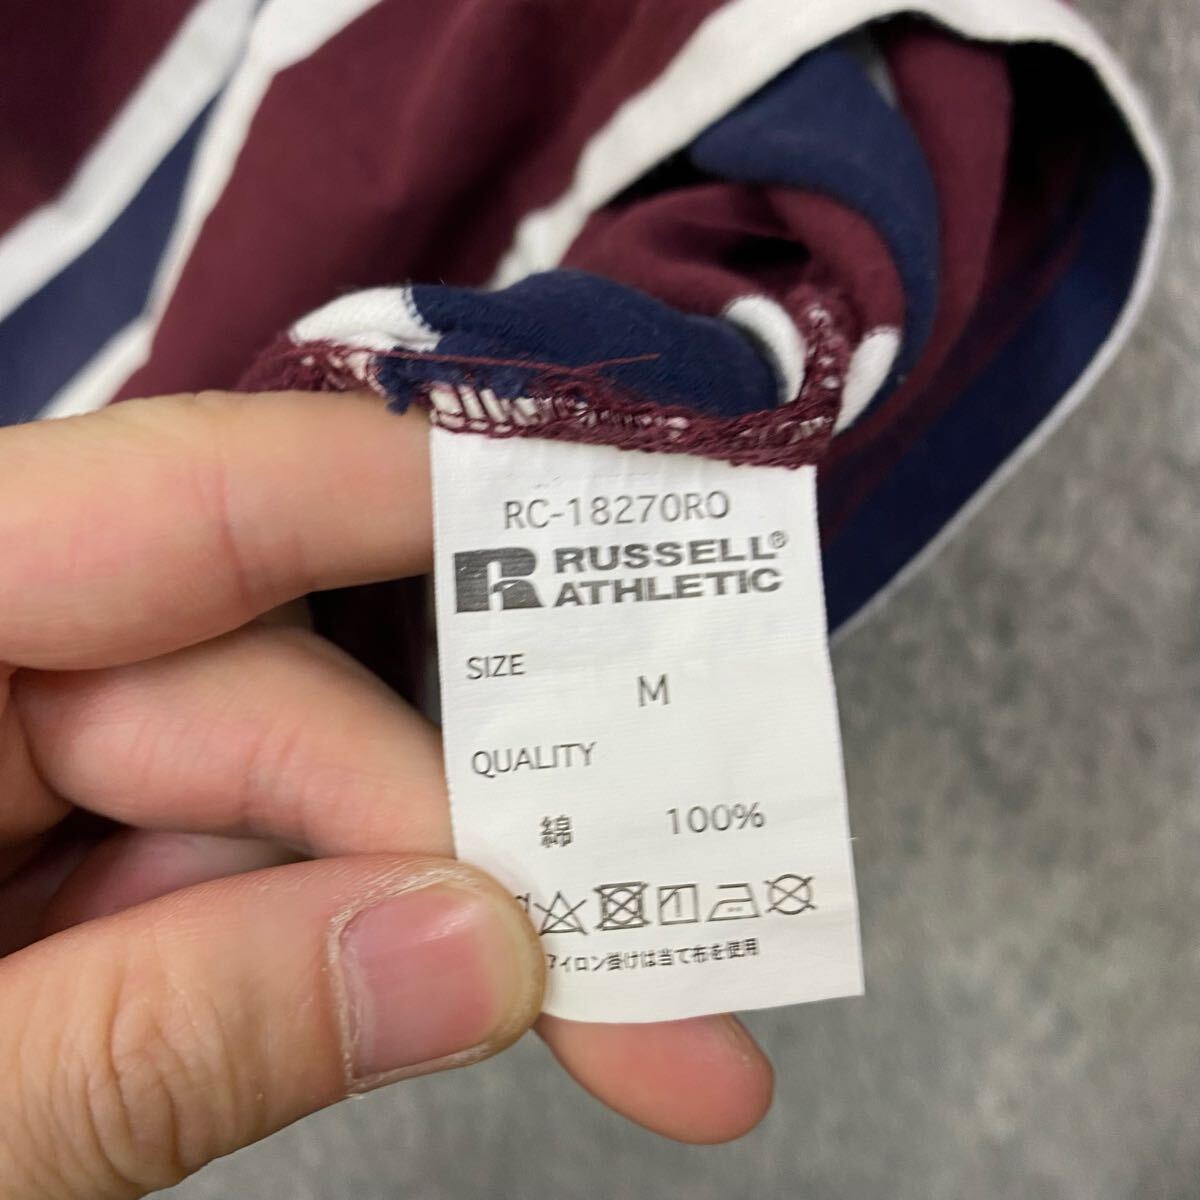 RC-18270RO
RUSSELL®
ATHLETIC
SIZE
M
QUALITY
綿 100%
アイロン掛けは当て布を使用